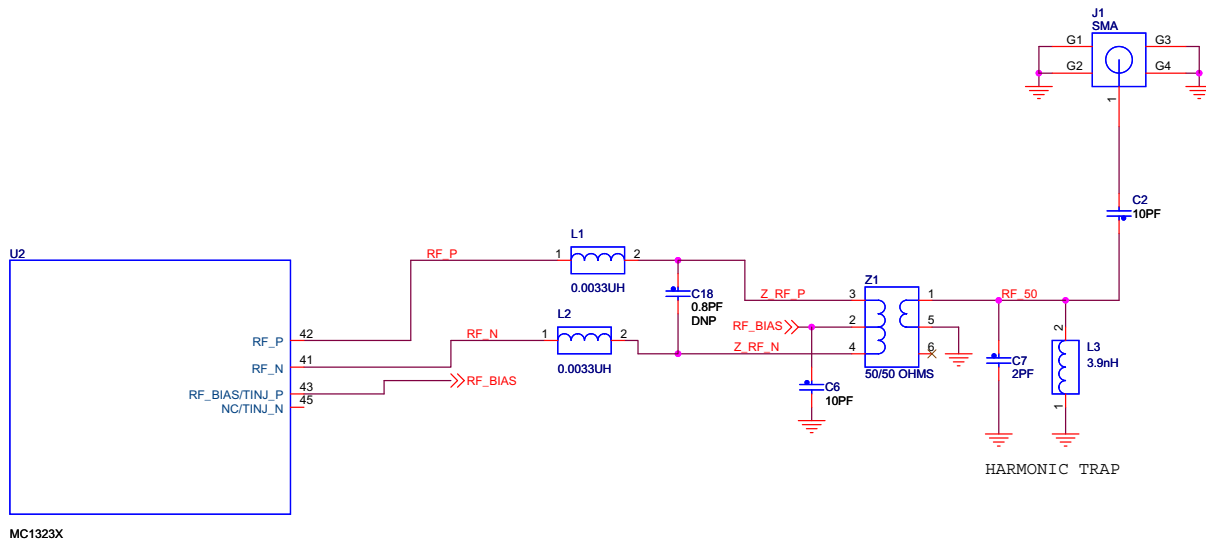 J1
SMA
G1
G3
G2
G4
1
C2
10PF
U2
L1
RF_P
1
2
0.0033UH
C18
0.8PF
DNP
Z1
Z_RF_P
3
1
RF_50
L2
RF_N
1
2
0.0033UH
RF_BIAS
2
5
Z_RF_N
4
6
50/50 OHMS
2
L3
3.9nH
1
C7
2PF
C6
10PF
RF_P
42
RF_N
41
RF_BIAS/TINJ_P
43
RF_BIAS
NC/TINJ_N
45
HARMONIC TRAP
MC1323X